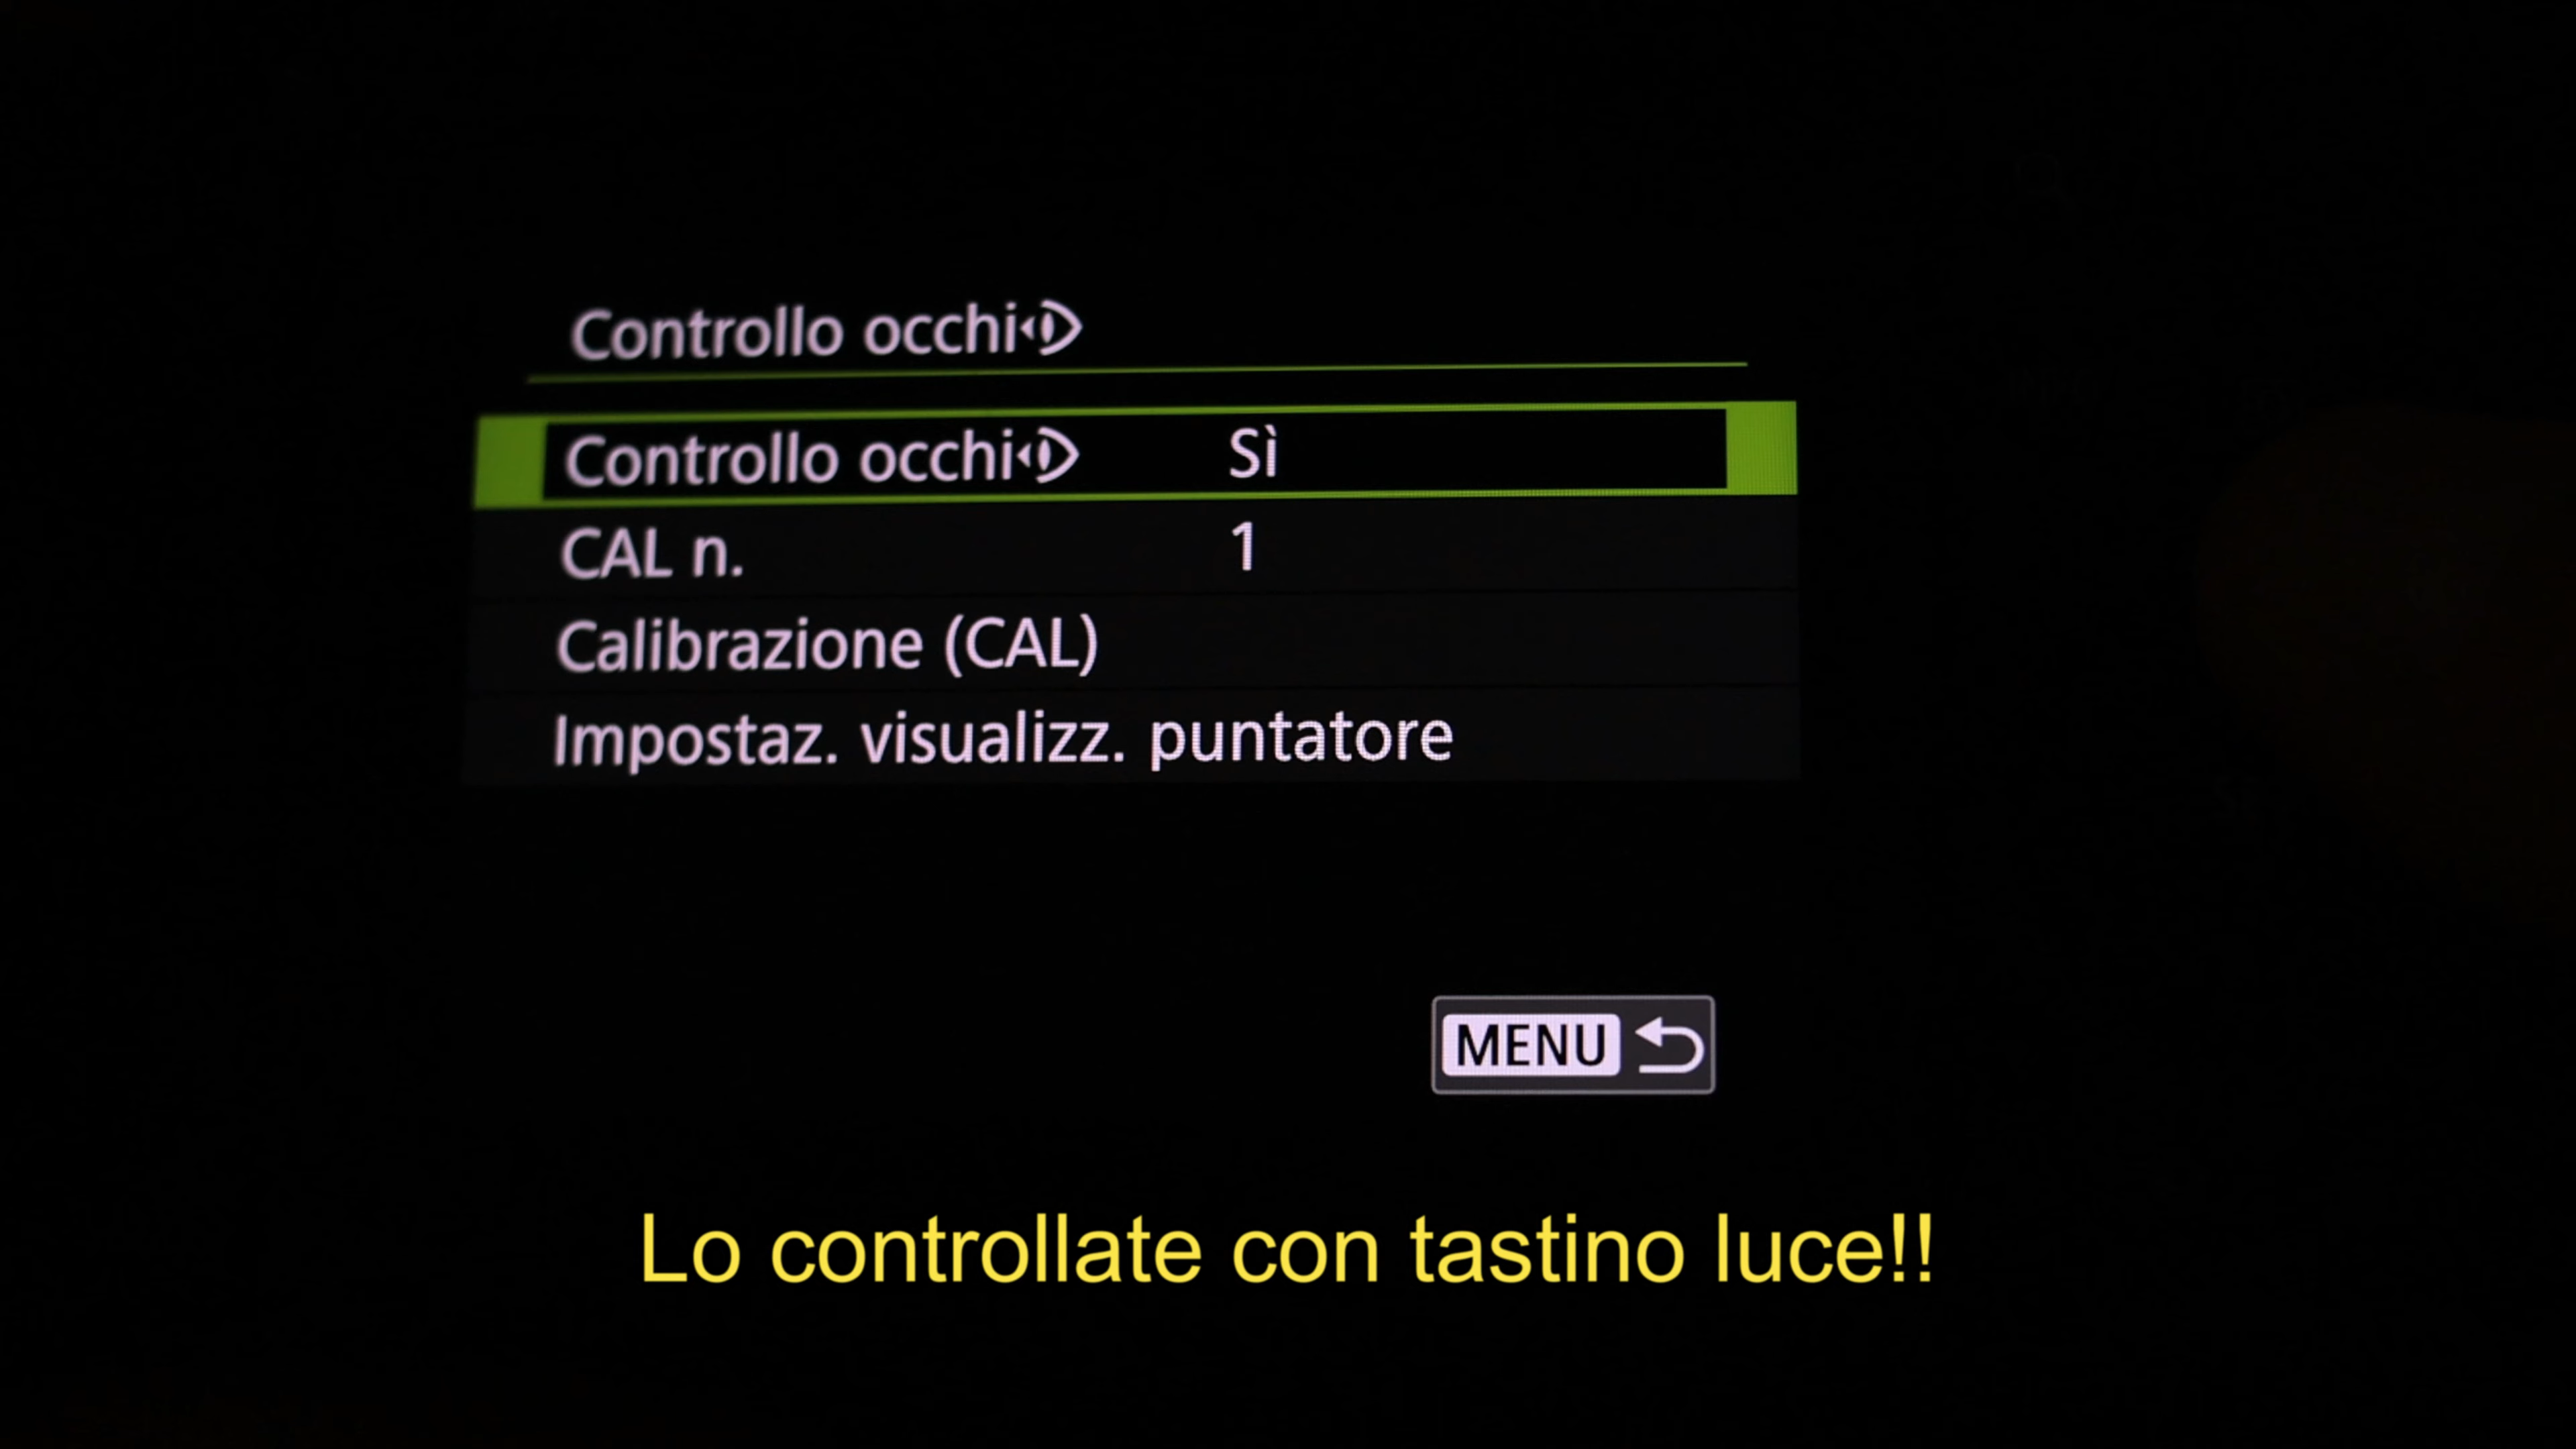 Controllo occhi
Controllo occhi Sì
CAL n. 1
Calibrazione (CAL)
Impostaz. visualizz. puntatore
MENU
Lo controllate con tastino luce!!